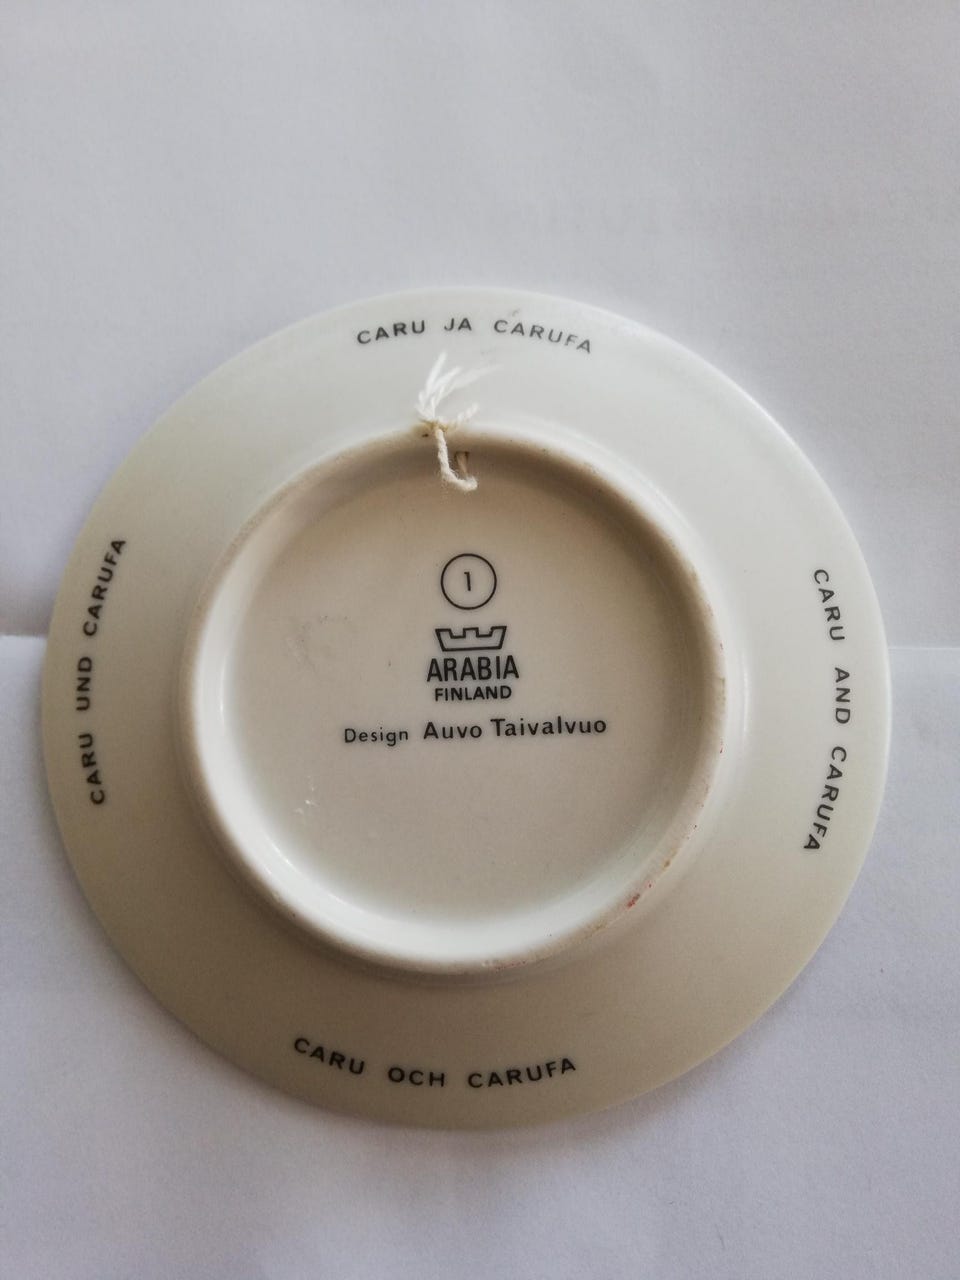 CARU JA CARUFA
CARU UND CARUFA
CARU AND CARUFA
1
ARABIA
FINLAND
Design Auvo Taivalvuo
CARU OCH CARUFA